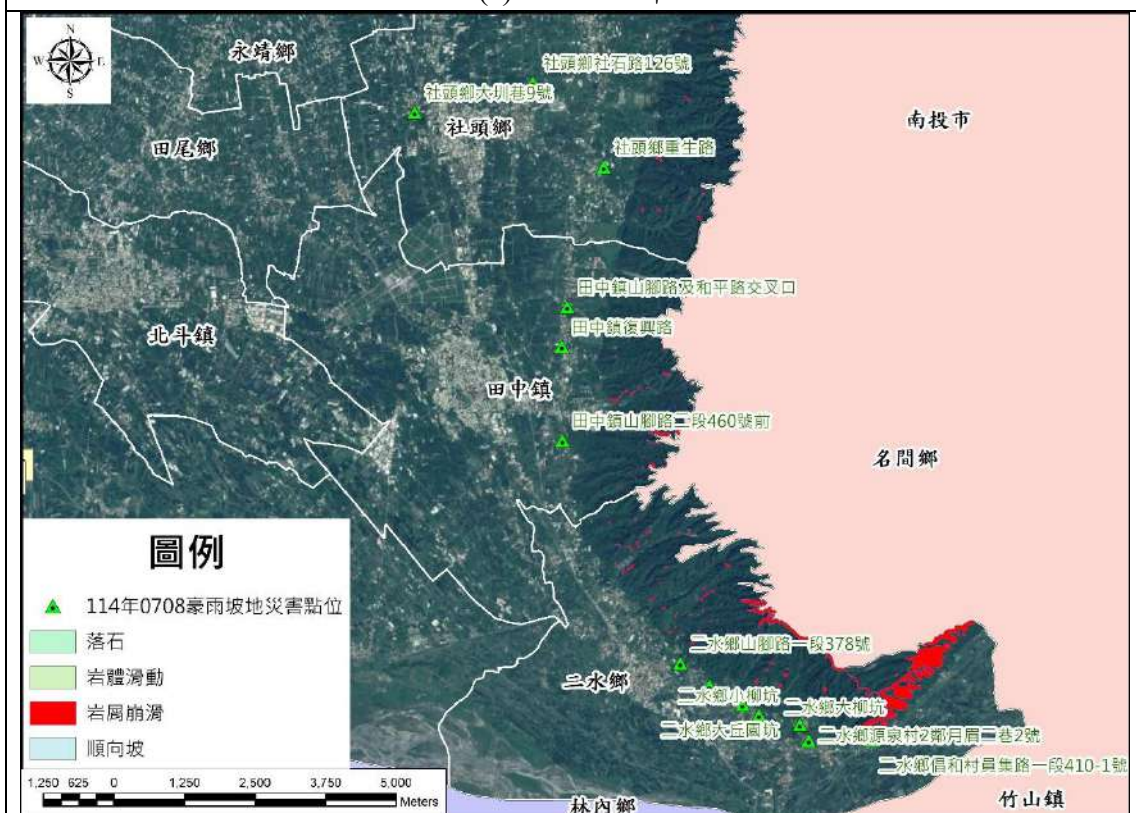 N
W E
S
永靖鄉
社頭鄉社石路126號
社頭鄉大圳巷9號
社頭鄉
南投市
田尾鄉
社頭鄉重生路
田中鎮山腳路及和平路交叉口
田中鎮復興路
北斗鎮
田中鎮
田中鎮山腳路二段460號前
名間鄉
圖例
114年0708豪雨坡地災害點位
落石
岩體滑動
岩屑崩滑
順向坡
二水鄉山腳路一段378號
二水鄉
二水鄉小柳坑
二水鄉大柳坑
二水鄉大丘園坑
二水鄉源泉村2鄰月眉二巷2號
二水鄉倡和村員集路一段410-1號
1,250 625 0 1,250 2,500 3,750 5,000
Meters
林內鄉
竹山鎮